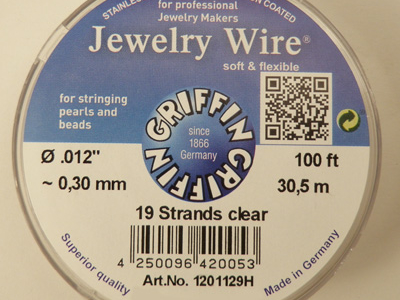 STAINLESS
COATED
for professional
Jewelry Makers
Jewelry Wire®
soft & flexible
for stringing
pearls and
beads
GRIFFIN
since
1866
Germany
GRIFFIN
Ø .012"
100 ft
~ 0,30 mm
30,5 m
19 Strands clear
4 250096 420053
Art.No. 1201129H
Superior quality
Made in Germany